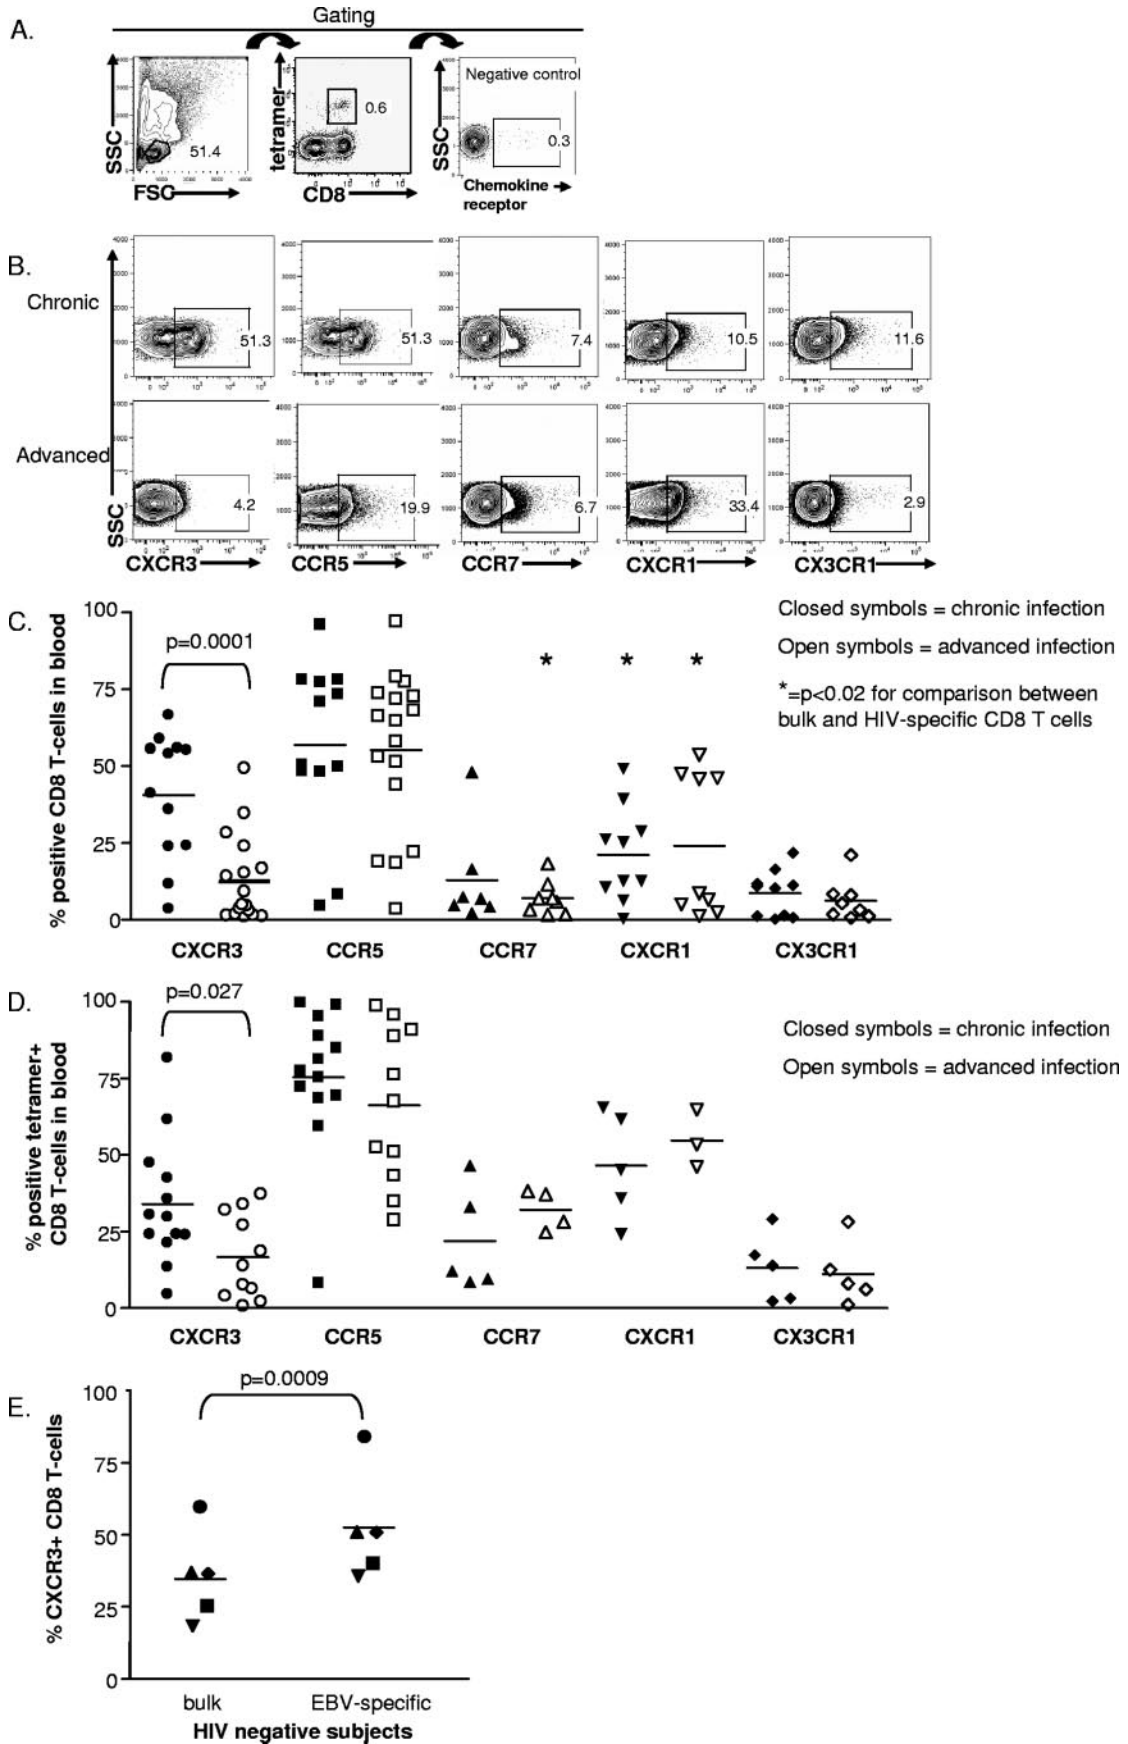 A.
Gating
SSC
FSC
51.4
tetramer
CD8
0.6
SSC
Negative control
0.3
Chemokine
receptor
B.
Chronic
51.3
51.3
7.4
10.5
11.6
Advanced
SSC
4.2
19.9
6.7
33.4
2.9
CXCR3
CCR5
CCR7
CXCR1
CX3CR1
C.
% positive CD8 T-cells in blood
100
75
50
25
0
p=0.0001
*
*
*
Closed symbols = chronic infection
Open symbols = advanced infection
*=p<0.02 for comparison between
bulk and HIV-specific CD8 T cells
CXCR3
CCR5
CCR7
CXCR1
CX3CR1
D.
% positive tetramer+
CD8 T-cells in blood
100
75
50
25
0
p=0.027
Closed symbols = chronic infection
Open symbols = advanced infection
CXCR3
CCR5
CCR7
CXCR1
CX3CR1
E.
% CXCR3+ CD8 T-cells
100
75
50
25
0
p=0.0009
bulk
EBV-specific
HIV negative subjects